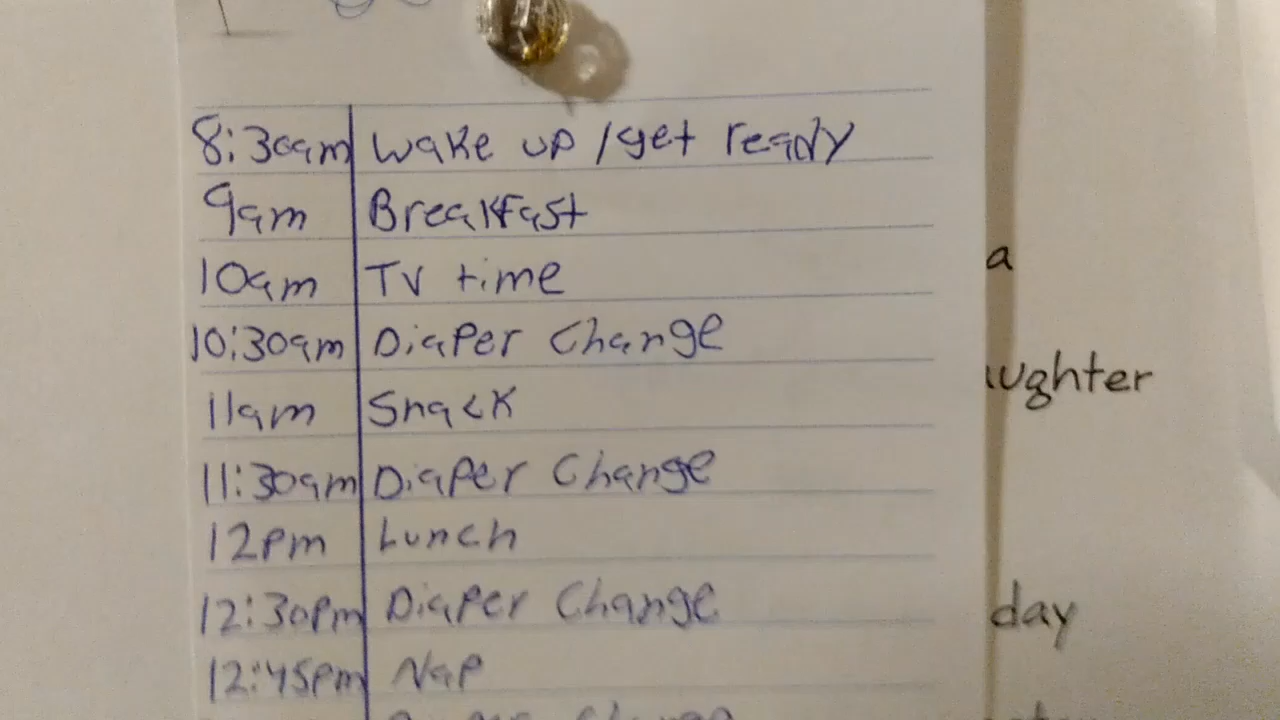 8:30am Wake up / get ready
9am Breakfast
10am TV time
10:30am Diaper Change
11am Snack
11:30am Diaper Change
12pm Lunch
12:30pm Diaper Change
12:45pm Nap
Change
a
ughter
day